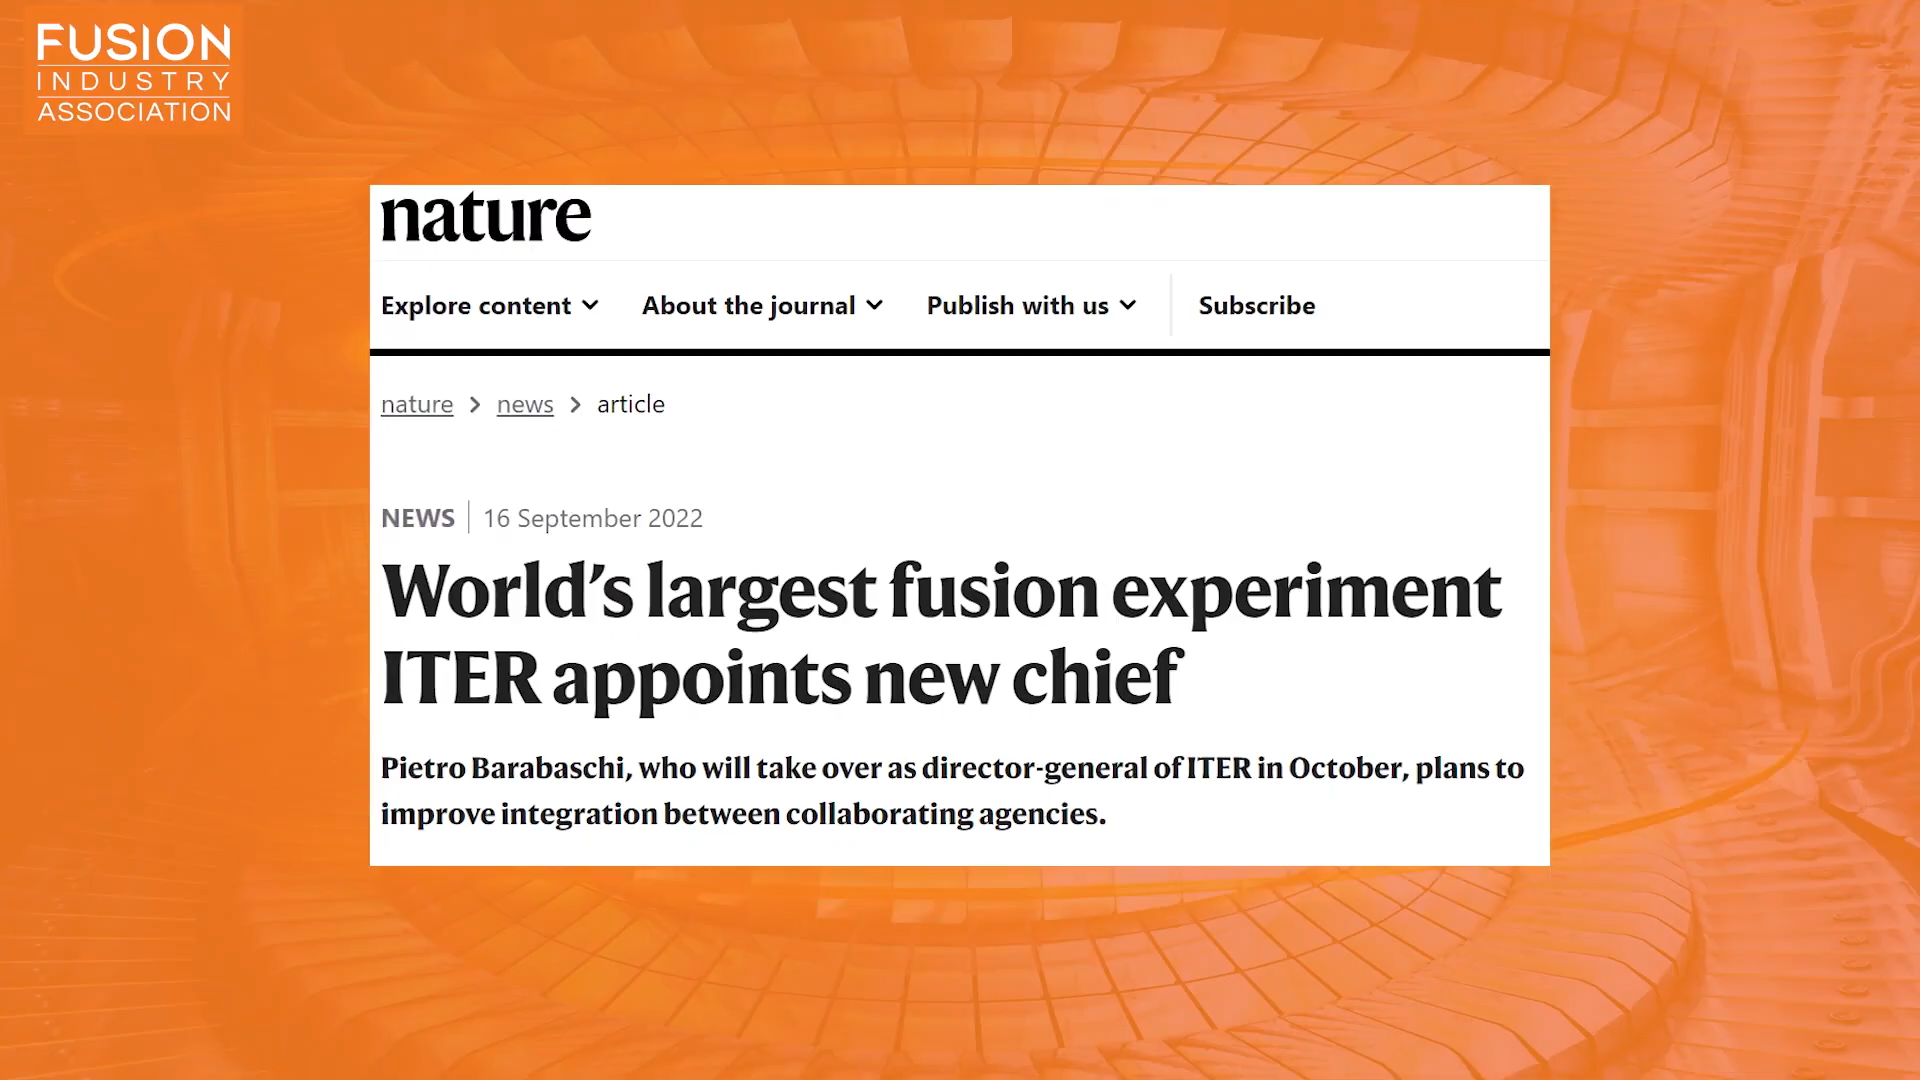 FUSION
INDUSTRY
ASSOCIATION
nature
Explore content About the journal Publish with us Subscribe
nature > news > article
NEWS | 16 September 2022
World’s largest fusion experiment
ITER appoints new chief
Pietro Barabaschi, who will take over as director-general of ITER in October, plans to
improve integration between collaborating agencies.